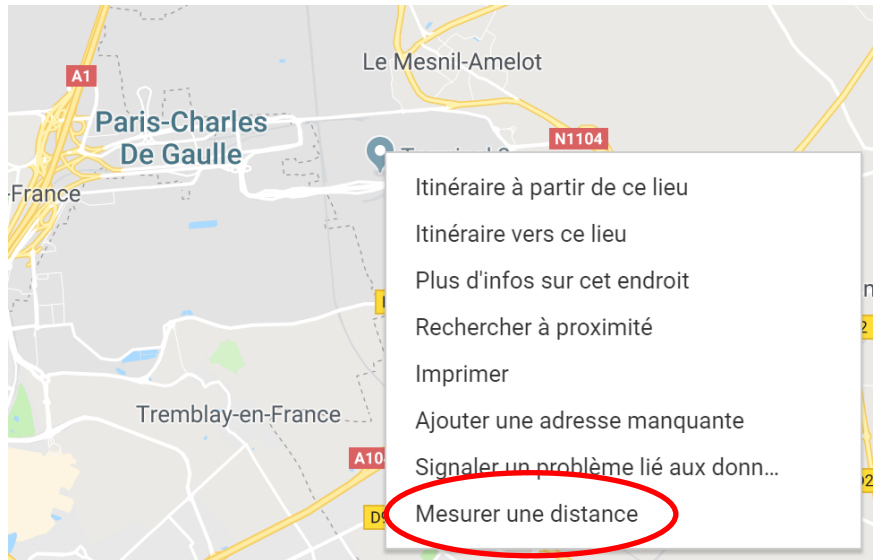 Le Mesnil-Amelot
A1
Paris-Charles
De Gaulle
N1104
-France
Itinéraire à partir de ce lieu
Itinéraire vers ce lieu
Plus d'infos sur cet endroit
Rechercher à proximité
2
Imprimer
Tremblay-en-France
Ajouter une adresse manquante
A10
Signaler un problème lié aux donn...
Mesurer une distance